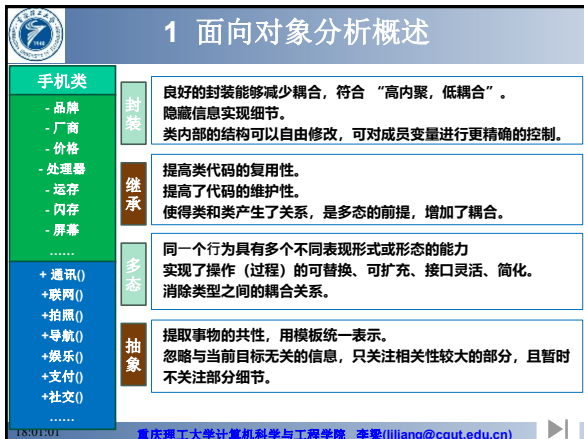 1 面向对象分析概述
手机类
- 品牌
- 厂商
- 价格
- 处理器
- 运存
- 闪存
- 屏幕
……
+ 通讯()
+联网()
+拍照()
+导航()
+娱乐()
+支付()
+社交()
……
封装
良好的封装能够减少耦合，符合 “高内聚，低耦合”。
隐藏信息实现细节。
类内部的结构可以自由修改，可对成员变量进行更精确的控制。
继承
提高类代码的复用性。
提高了代码的维护性。
使得类和类产生了关系，是多态的前提，增加了耦合。
多态
同一个行为具有多个不同表现形式或形态的能力
实现了操作（过程）的可替换、可扩充、接口灵活、简化。
消除类型之间的耦合关系。
抽象
提取事物的共性，用模板统一表示。
忽略与当前目标无关的信息，只关注相关性较大的部分，且暂时
不关注部分细节。
18:01:01
重庆理工大学计算机科学与工程学院 李梁(liliang@cqut.edu.cn)